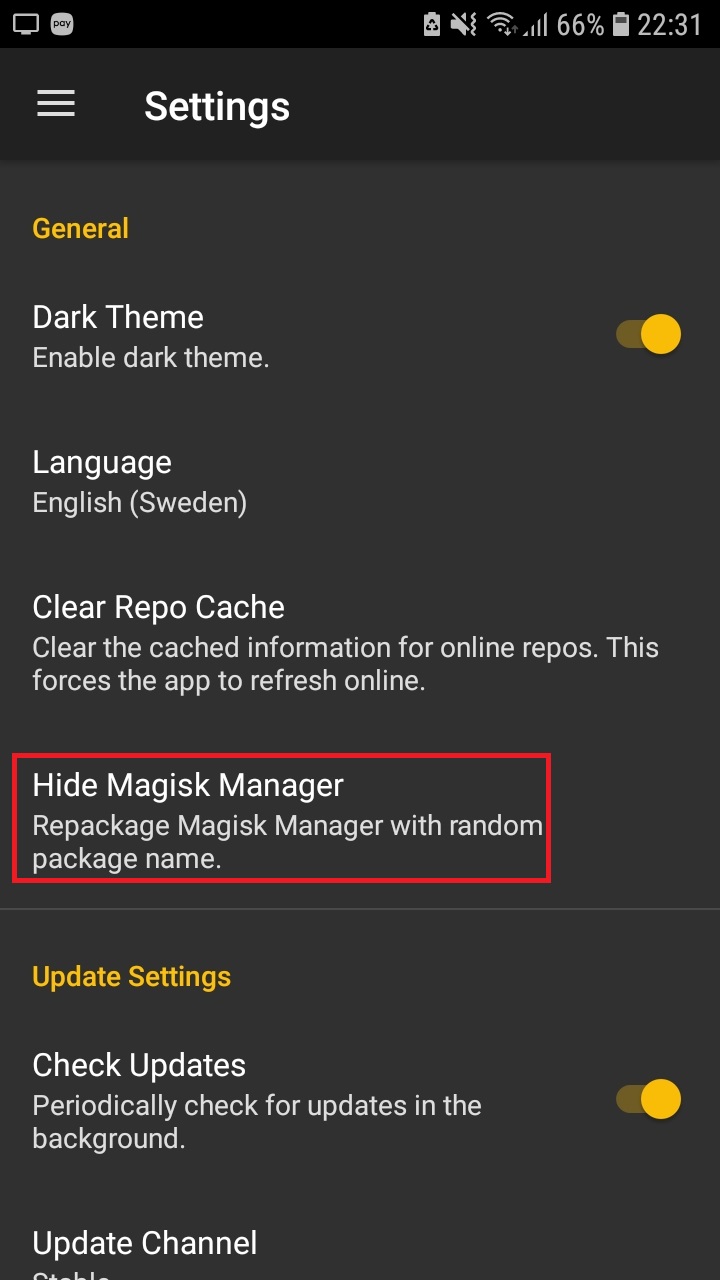 pay 66% 22:31
Settings
General
Dark Theme
Enable dark theme.
Language
English (Sweden)
Clear Repo Cache
Clear the cached information for online repos. This
forces the app to refresh online.
Hide Magisk Manager
Repackage Magisk Manager with random
package name.
Update Settings
Check Updates
Periodically check for updates in the
background.
Update Channel
Stable